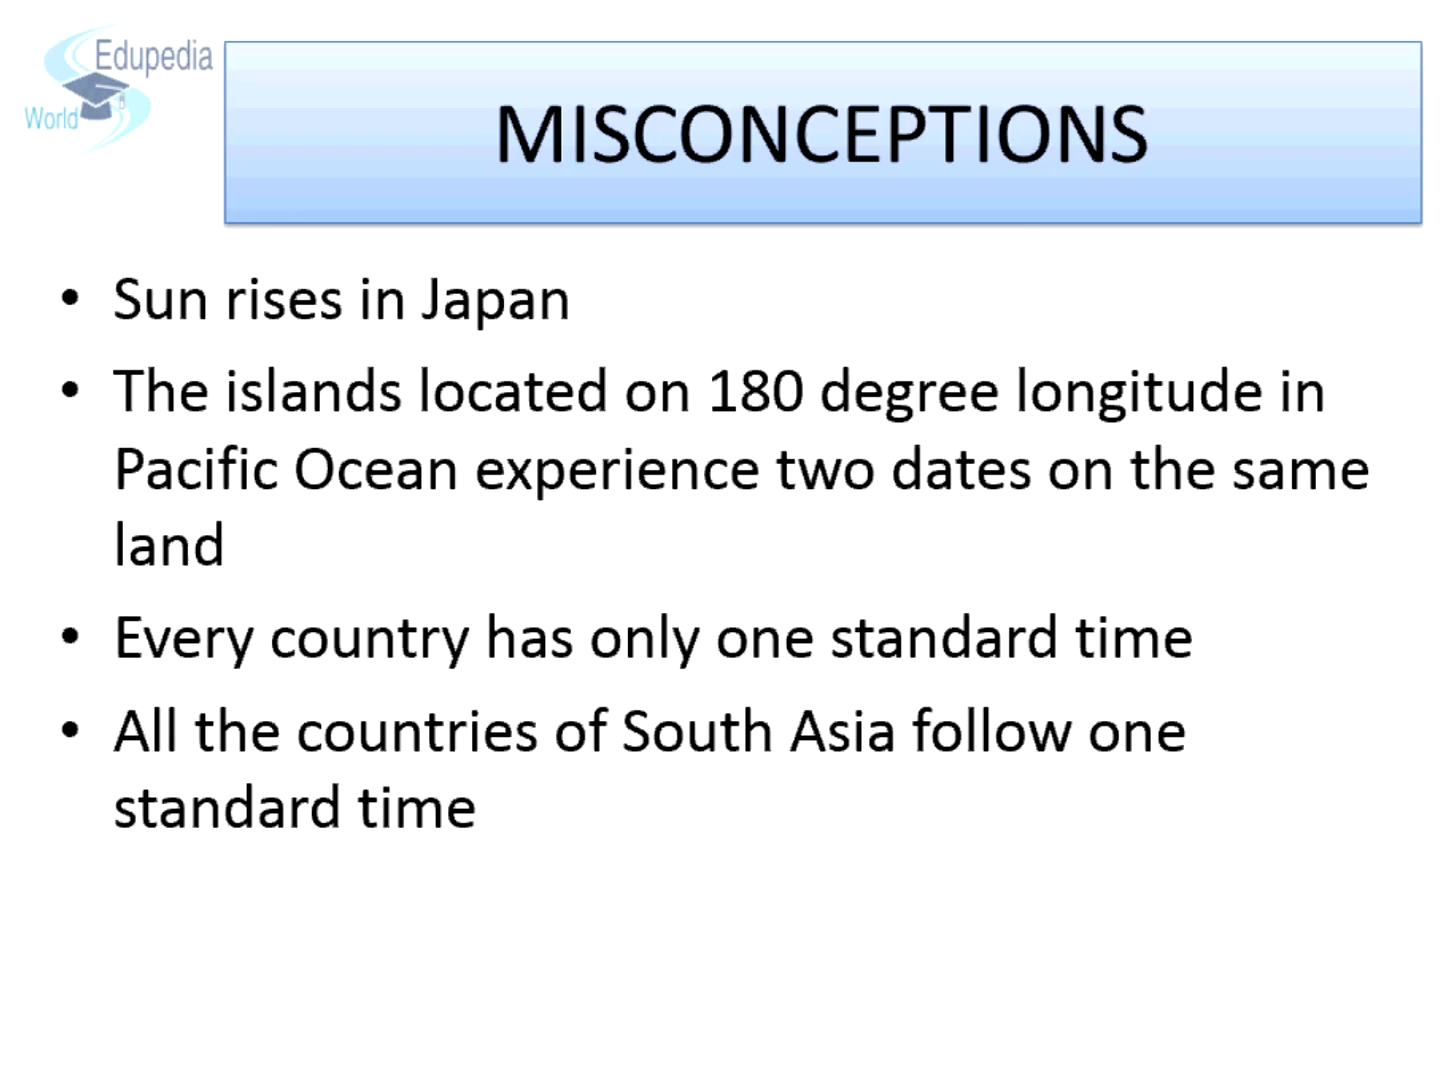 Edupedia
World
MISCONCEPTIONS
• Sun rises in Japan
• The islands located on 180 degree longitude in
Pacific Ocean experience two dates on the same
land
• Every country has only one standard time
• All the countries of South Asia follow one
standard time